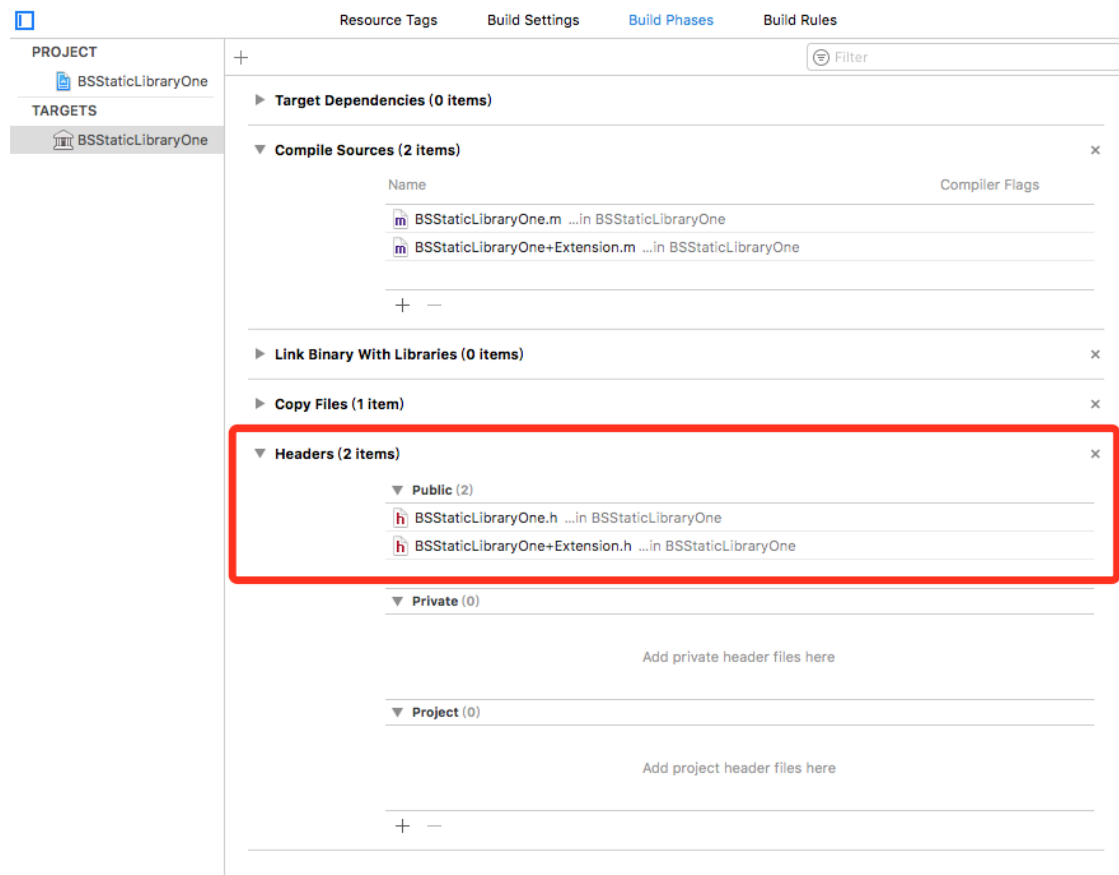 Resource Tags Build Settings Build Phases Build Rules
PROJECT
BSStaticLibraryOne
TARGETS
BSStaticLibraryOne
Filter
Target Dependencies (0 items)
Compile Sources (2 items)
Name Compiler Flags
m BSStaticLibraryOne.m ...in BSStaticLibraryOne
m BSStaticLibraryOne+Extension.m ...in BSStaticLibraryOne
Link Binary With Libraries (0 items)
Copy Files (1 item)
Headers (2 items)
Public (2)
h BSStaticLibraryOne.h ...in BSStaticLibraryOne
h BSStaticLibraryOne+Extension.h ...in BSStaticLibraryOne
Private (0)
Add private header files here
Project (0)
Add project header files here